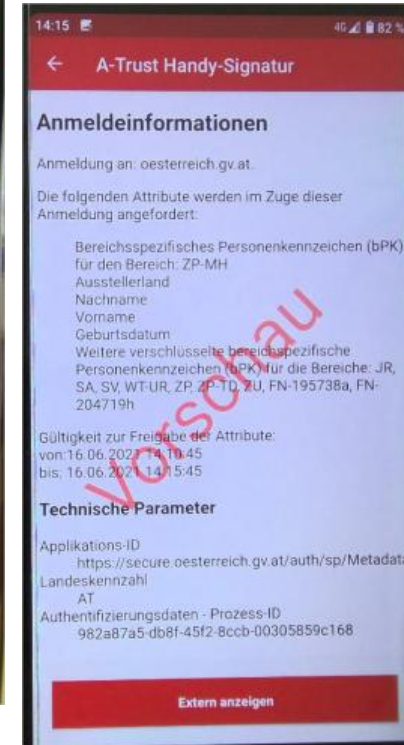 14:15 4G 82 %
A-Trust Handy-Signatur
Anmeldeinformationen
Anmeldung an: oesterreich.gv.at.
Die folgenden Attribute werden im Zuge dieser
Anmeldung angefordert:
Bereichsspezifisches Personenkennzeichen (bPK)
für den Bereich: ZP-MH
Ausstellerland
Nachname
Vorname
Geburtsdatum
Weitere verschlüsselte bereichspezifische
Personenkennzeichen (bPK) für die Bereiche: JR,
SA, SV, WT-UR, ZP, ZP-TD, ZU, FN-195738a, FN-
204719h
Vorschau
Gültigkeit zur Freigabe der Attribute:
von:16.06.2021 14:10:45
bis: 16.06.2021 14:15:45
Technische Parameter
Applikations-ID
https://secure.oesterreich.gv.at/auth/sp/Metadata
Landeskennzahl
AT
Authentifizierungsdaten - Prozess-ID
982a87a5-db8f-45f2-8ccb-00305859c168
Extern anzeigen